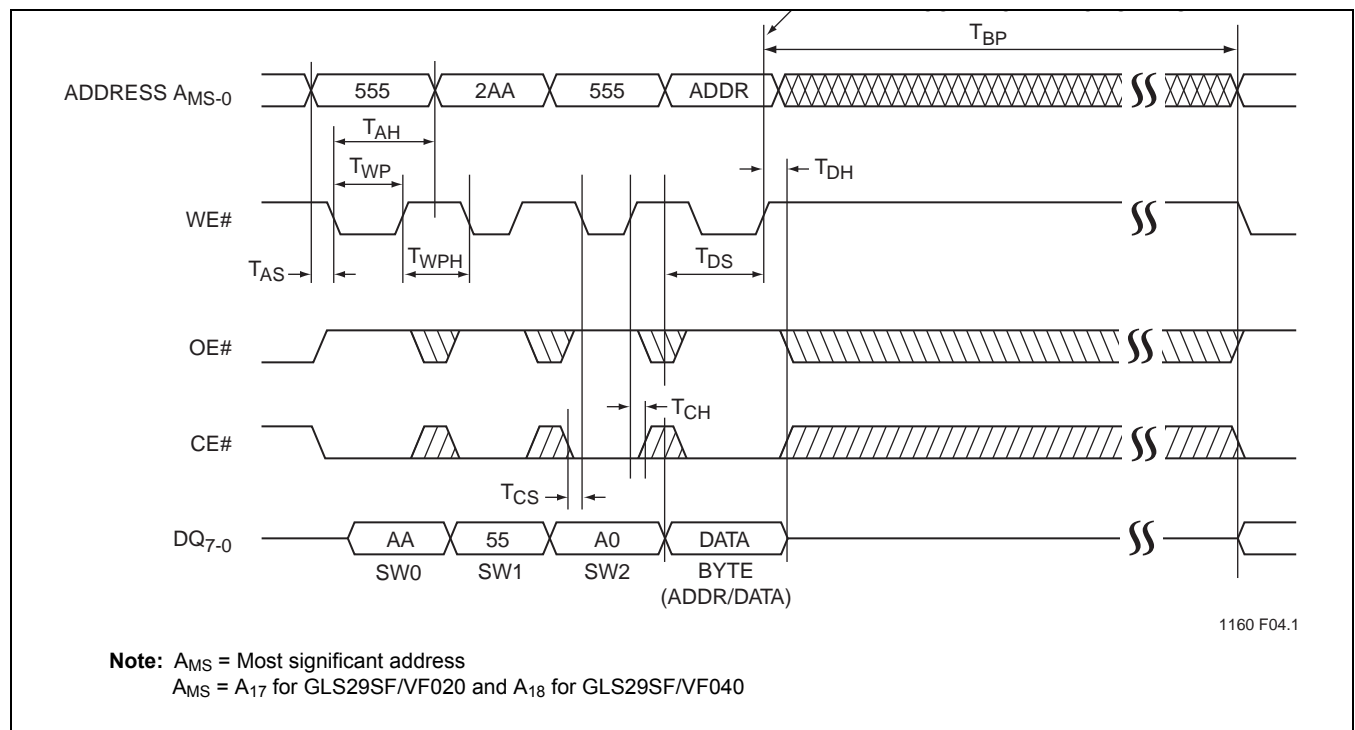 T_BP
ADDRESS A_MS-0 555 2AA 555 ADDR
T_AH
T_WP
T_DH
WE#
T_WPH
T_DS
T_AS
OE#
T_CH
CE#
T_CS
DQ_7-0 AA 55 A0 DATA
SW0 SW1 SW2 BYTE
(ADDR/DATA)
1160 F04.1
Note: A_MS = Most significant address
A_MS = A_17 for GLS29SF/VF020 and A_18 for GLS29SF/VF040